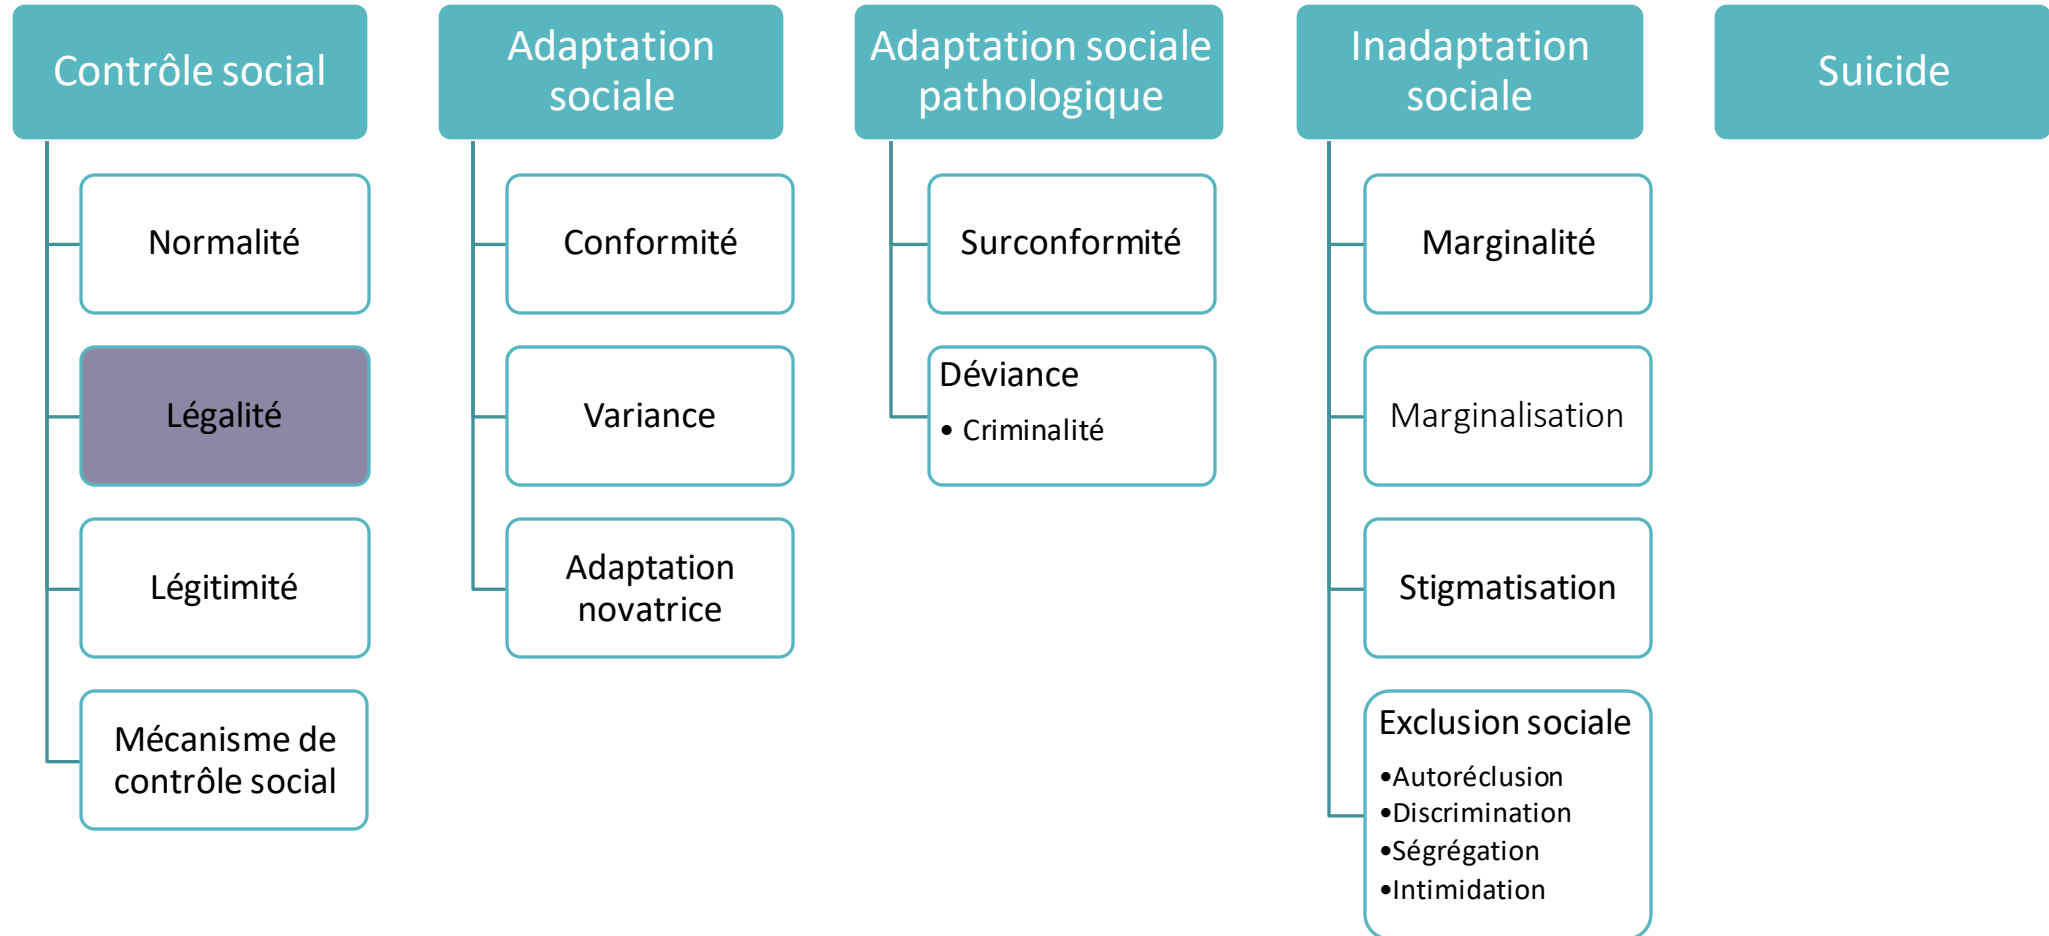 Contrôle social
Normalité
Légalité
Légitimité
Mécanisme de
contrôle social
Adaptation
sociale
Conformité
Variance
Adaptation
novatrice
Adaptation sociale
pathologique
Surconformité
Déviance
• Criminalité
Inadaptation
sociale
Marginalité
Marginalisation
Stigmatisation
Exclusion sociale
•Autoréclusion
•Discrimination
•Ségrégation
•Intimidation
Suicide